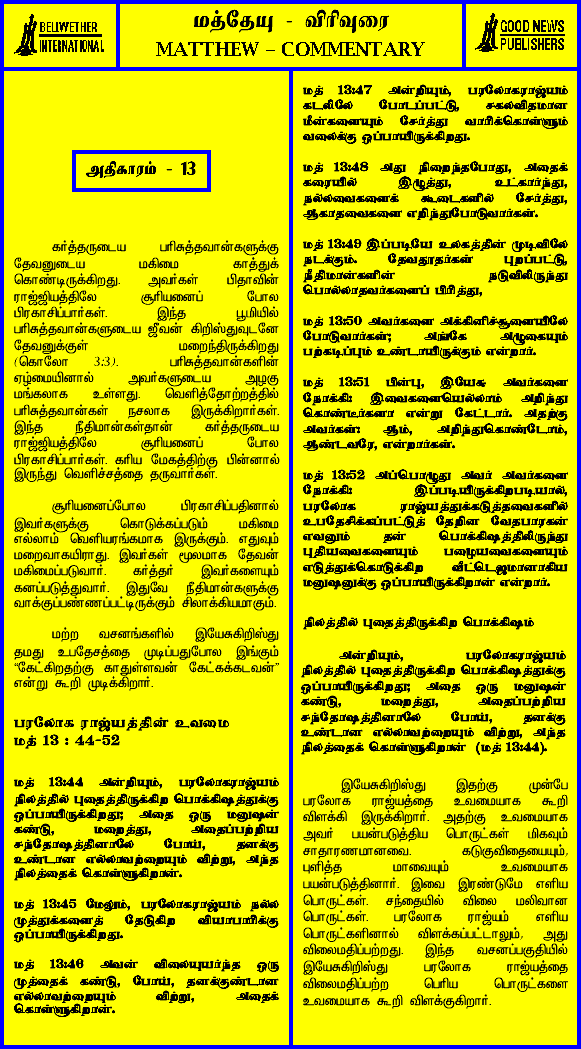 BELIWETHER
INTERNATIONAL
மத்தேயு - விரிவுரை
MATTHEW – COMMENTARY
GOOD NEWS
PUBLISHERS
அதிகாரம் - 13
கர்த்தருடைய பரிசுத்தவான்களுக்கு
தேவனுடைய மகிமை காத்துக்
கொண்டிருக்கிறது. அவர்கள் பிதாவின்
ராஜ்ஜியத்திலே சூரியனைப் போல
பிரகாசிப்பார்கள். இந்த பூமியில்
பரிசுத்தவான்களுடைய ஜீவன் கிறிஸ்துவுடனே
தேவனுக்குள் மறைந்திருக்கிறது
(கொலோ 3:3). பரிசுத்தவான்களின்
ஏழ்மையினால் அவர்களுடைய அழகு
மங்கலாக உள்ளது. வெளித்தோற்றத்தில்
பரிசுத்தவான்கள் நசலாக இருக்கிறார்கள்.
இந்த நீதிமான்கள்தான் கர்த்தருடைய
ராஜ்ஜியத்திலே சூரியனைப் போல
பிரகாசிப்பார்கள். கரிய மேகத்திற்கு பின்னால்
இருந்து வெளிச்சத்தை தருவார்கள்.
சூரியனைப்போல பிரகாசிப்பதினால்
இவர்களுக்கு கொடுக்கப்படும் மகிமை
எல்லாம் வெளியரங்கமாக இருக்கும். எதுவும்
மறைவாகயிராது. இவர்கள் மூலமாக தேவன்
மகிமைப்படுவார். கர்த்தர் இவர்களையும்
கனப்படுத்துவார். இதுவே நீதிமான்களுக்கு
வாக்குப்பண்ணப்பட்டிருக்கும் சிலாக்கியமாகும்.
மற்ற வசனங்களில் இயேசுகிறிஸ்து
தமது உபதேசத்தை முடிப்பதுபோல இங்கும்
“கேட்கிறதற்கு காதுள்ளவன் கேட்கக்கடவன்”
என்று கூறி முடிக்கிறார்.
பரலோக ராஜ்யத்தின் உவமை
மத் 13 : 44-52
மத் 13:44 அன்றியும், பரலோகராஜ்யம்
நிலத்தில் புதைத்திருக்கிற பொக்கிஷத்துக்கு
ஒப்பாயிருக்கிறது; அதை ஒரு மனுஷன்
கண்டு, மறைத்து, அதைப்பற்றிய
சந்தோஷத்தினாலே போய், தனக்கு
உண்டான எல்லாவற்றையும் விற்று, அந்த
நிலத்தைக் கொள்ளுகிறான்.
மத் 13:45 மேலும், பரலோகராஜ்யம் நல்ல
முத்துக்களைத் தேடுகிற வியாபாரிக்கு
ஒப்பாயிருக்கிறது.
மத் 13:46 அவன் விலையுயர்ந்த ஒரு
முத்தைக் கண்டு, போய், தனக்குண்டான
எல்லாவற்றையும் விற்று, அதைக்
கொள்ளுகிறான்.
மத் 13:47 அன்றியும், பரலோகராஜ்யம்
கடலிலே போடப்பட்டு, சகலவிதமான
மீன்களையும் சேர்த்து வாரிக்கொள்ளும்
வலைக்கு ஒப்பாயிருக்கிறது.
மத் 13:48 அது நிறைந்தபோது, அதைக்
கரையில் இழுத்து, உட்கார்ந்து,
நல்லவைகளைக் கூடைகளில் சேர்த்து,
ஆகாதவைகளை எறிந்துபோடுவார்கள்.
மத் 13:49 இப்படியே உலகத்தின் முடிவிலே
நடக்கும். தேவதூதர்கள் புறப்பட்டு,
நீதிமான்களின் நடுவிலிருந்து
பொல்லாதவர்களைப் பிரித்து,
மத் 13:50 அவர்களை அக்கினிச்சூளையிலே
போடுவார்கள்; அங்கே அழுகையும்
பற்கடிப்பும் உண்டாயிருக்கும் என்றார்.
மத் 13:51 பின்பு, இயேசு அவர்களை
நோக்கி: இவைகளையெல்லாம் அறிந்து
கொண்டீர்களா என்று கேட்டார். அதற்கு
அவர்கள்: ஆம், அறிந்துகொண்டோம்,
ஆண்டவரே, என்றார்கள்.
மத் 13:52 அப்பொழுது அவர் அவர்களை
நோக்கி: இப்படியிருக்கிறபடியால்,
பரலோக ராஜ்யத்துக்கடுத்தவைகளில்
உபதேசிக்கப்பட்டுத் தேறின வேதபாரகன்
எவனும் தன் பொக்கிஷத்திலிருந்து
புதியவைகளையும் பழையவைகளையும்
எடுத்துக்கொடுக்கிற வீட்டெஜமானாகிய
மனுஷனுக்கு ஒப்பாயிருக்கிறான் என்றார்.
நிலத்தில் புதைத்திருக்கிற பொக்கிஷம்
அன்றியும், பரலோகராஜ்யம்
நிலத்தில் புதைத்திருக்கிற பொக்கிஷத்துக்கு
ஒப்பாயிருக்கிறது; அதை ஒரு மனுஷன்
கண்டு, மறைத்து, அதைப்பற்றிய
சந்தோஷத்தினாலே போய், தனக்கு
உண்டான எல்லாவற்றையும் விற்று, அந்த
நிலத்தைக் கொள்ளுகிறான் (மத் 13:44).
இயேசுகிறிஸ்து இதற்கு முன்பே
பரலோக ராஜ்யத்தை உவமையாக கூறி
விளக்கி இருக்கிறார். அதற்கு உவமையாக
அவர் பயன்படுத்திய பொருட்கள் மிகவும்
சாதாரணமானவை. கடுகுவிதையையும்,
புளித்த மாவையும் உவமையாக
பயன்படுத்தினார். இவை இரண்டுமே எளிய
பொருட்கள். சந்தையில் விலை மலிவான
பொருட்கள். பரலோக ராஜ்யம் எளிய
பொருட்களினால் விளக்கப்பட்டாலும், அது
விலைமதிப்பற்றது. இந்த வசனப்பகுதியில்
இயேசுகிறிஸ்து பரலோக ராஜ்யத்தை
விலைமதிப்பற்ற பெரிய பொருட்களை
உவமையாக கூறி விளக்குகிறார்.